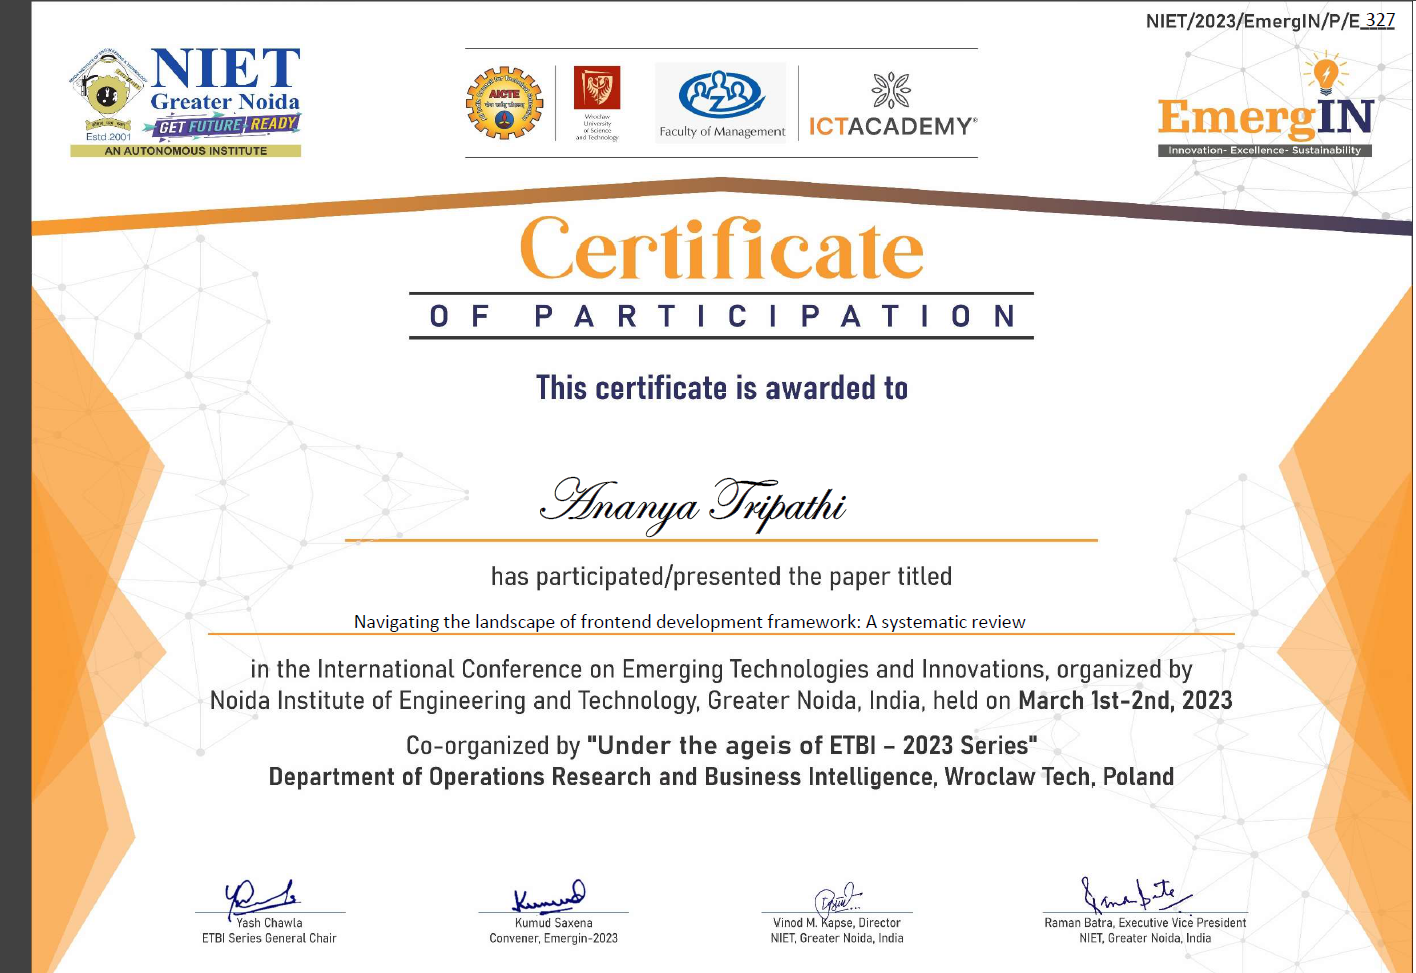 NIET/2023/EmergIN/P/E 327
NIET
Greater Noida
GET FUTURE READY
Estd.2001
AN AUTONOMOUS INSTITUTE
AICTE
Wroclaw
University
of Science
and Technology
Faculty of Management
ICTACADEMY
EmergIN
Innovation- Excellence- Sustainability
Certificate
OF PARTICIPATION
This certificate is awarded to
Ananya Tripathi
has participated/presented the paper titled
Navigating the landscape of frontend development framework: A systematic review
in the International Conference on Emerging Technologies and Innovations, organized by
Noida Institute of Engineering and Technology, Greater Noida, India, held on March 1st-2nd, 2023
Co-organized by "Under the ageis of ETBI – 2023 Series"
Department of Operations Research and Business Intelligence, Wroclaw Tech, Poland
Kumud
Yash Chawla
ETBI Series General Chair
Kumud Saxena
Convener, Emergin-2023
Vinod M. Kapse, Director
NIET, Greater Noida, India
Raman Batra, Executive Vice President
NIET, Greater Noida, India